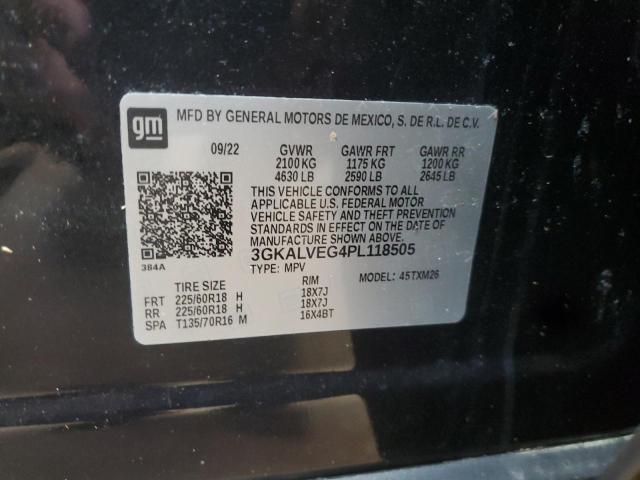 gm
MFD BY GENERAL MOTORS DE MEXICO, S. DE R.L. DE C.V.
09/22 GVWR GAWR FRT GAWR RR
2100 KG 1175 KG 1200 KG
4630 LB 2590 LB 2645 LB
THIS VEHICLE CONFORMS TO ALL
APPLICABLE U.S. FEDERAL MOTOR
VEHICLE SAFETY AND THEFT PREVENTION
STANDARDS IN EFFECT ON THE DATE OF
MANUFACTURE SHOWN ABOVE.
3GKALVEG4PL118505
384A
TYPE: MPV MODEL: 45TXM26
TIRE SIZE RIM
FRT 225/60R18 H 18X7J
RR 225/60R18 H 18X7J
SPA T135/70R16 M 16X4BT